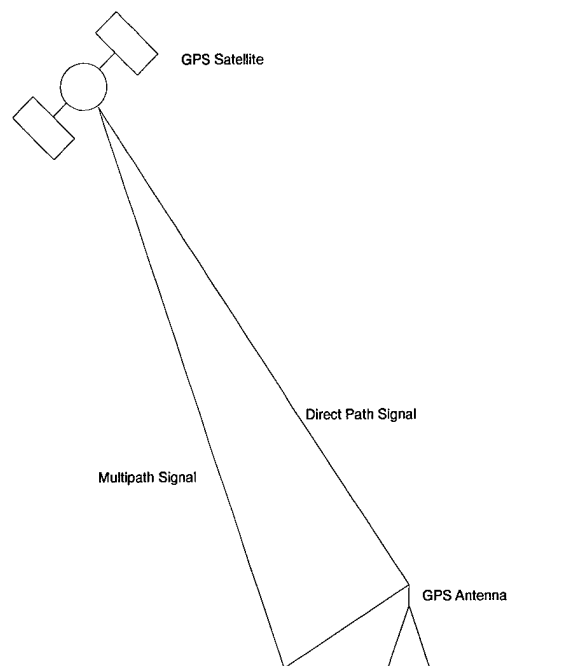 GPS Satellite
Direct Path Signal
Multipath Signal
GPS Antenna